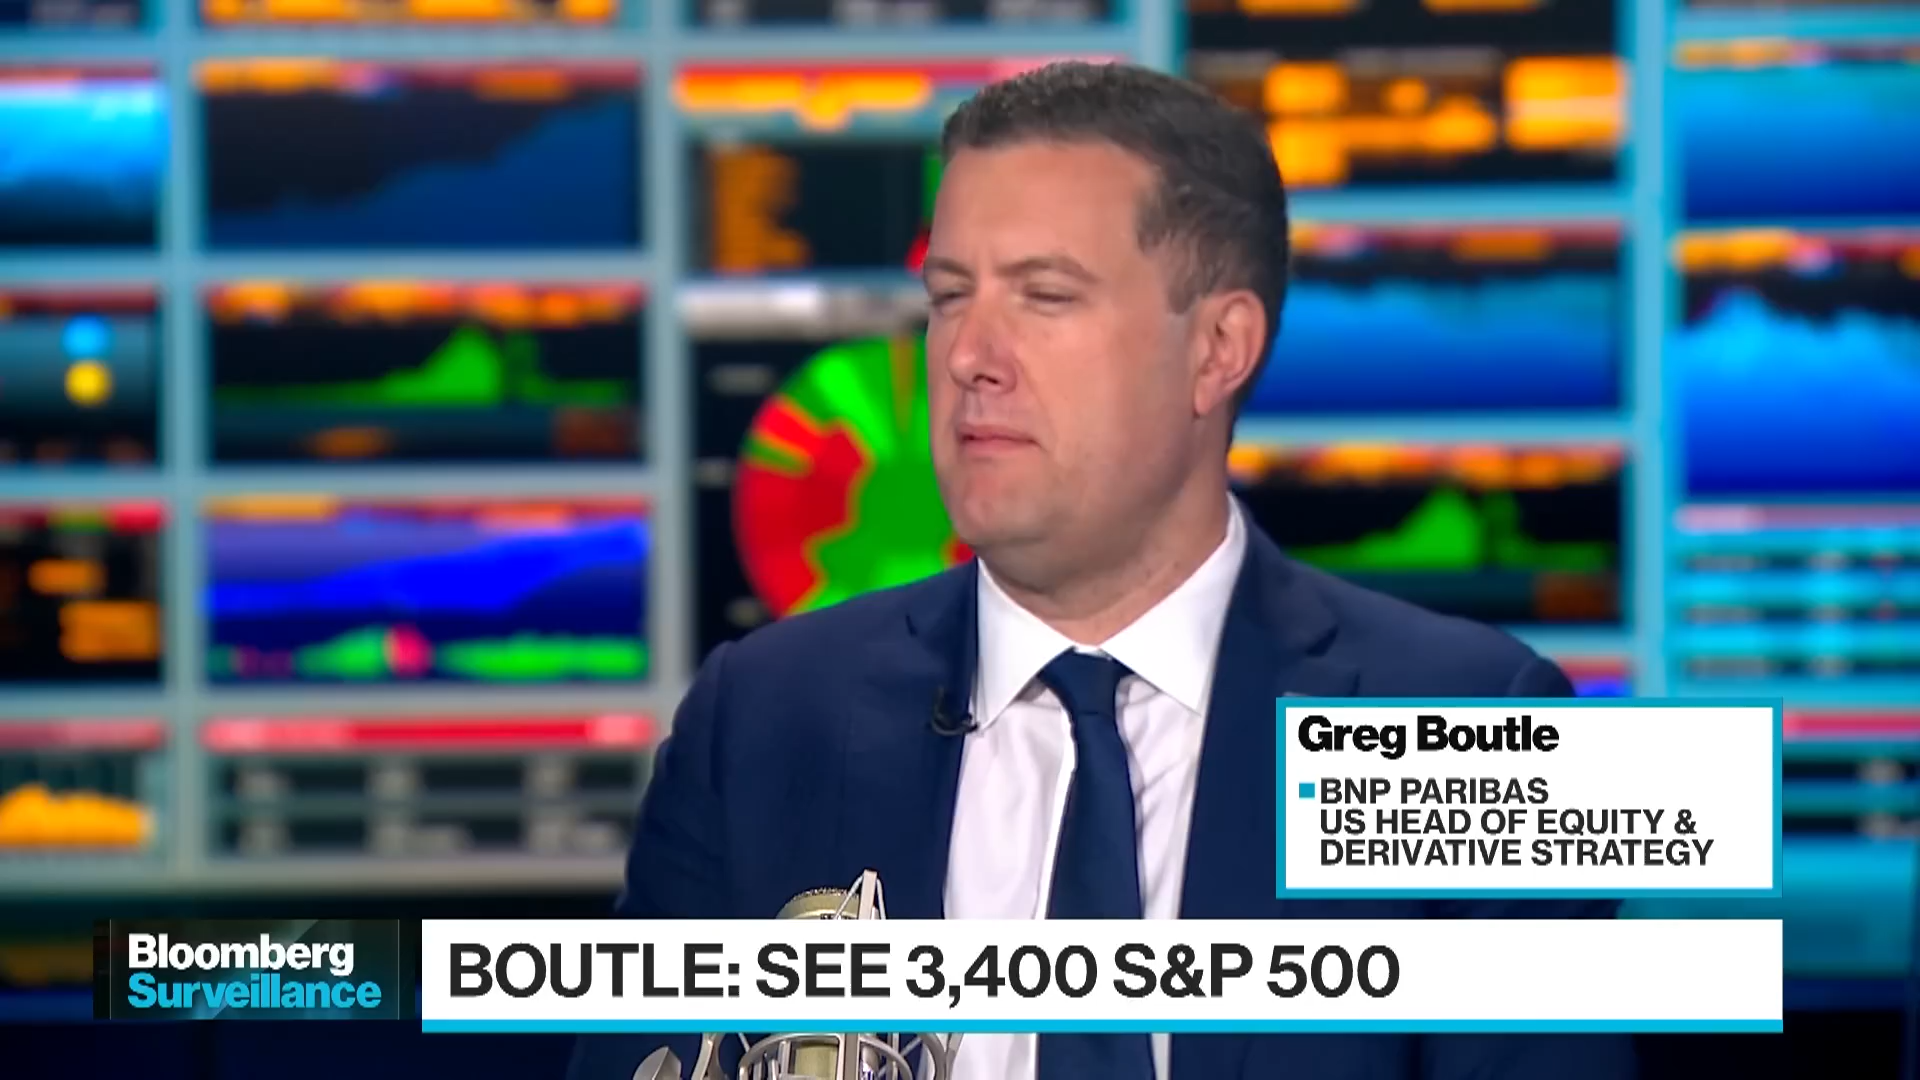 Greg Boutle
BNP PARIBAS
US HEAD OF EQUITY &
DERIVATIVE STRATEGY
Bloomberg
Surveillance
BOUTLE: SEE 3,400 S&P 500